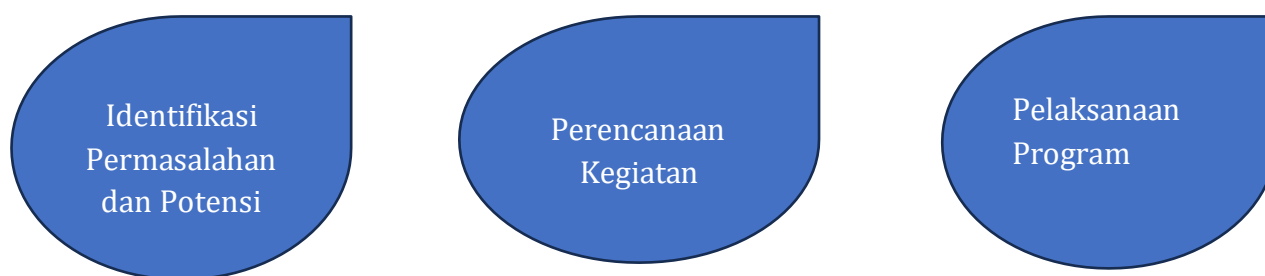 Identifikasi
Permasalahan
dan Potensi
Perencanaan
Kegiatan
Pelaksanaan
Program